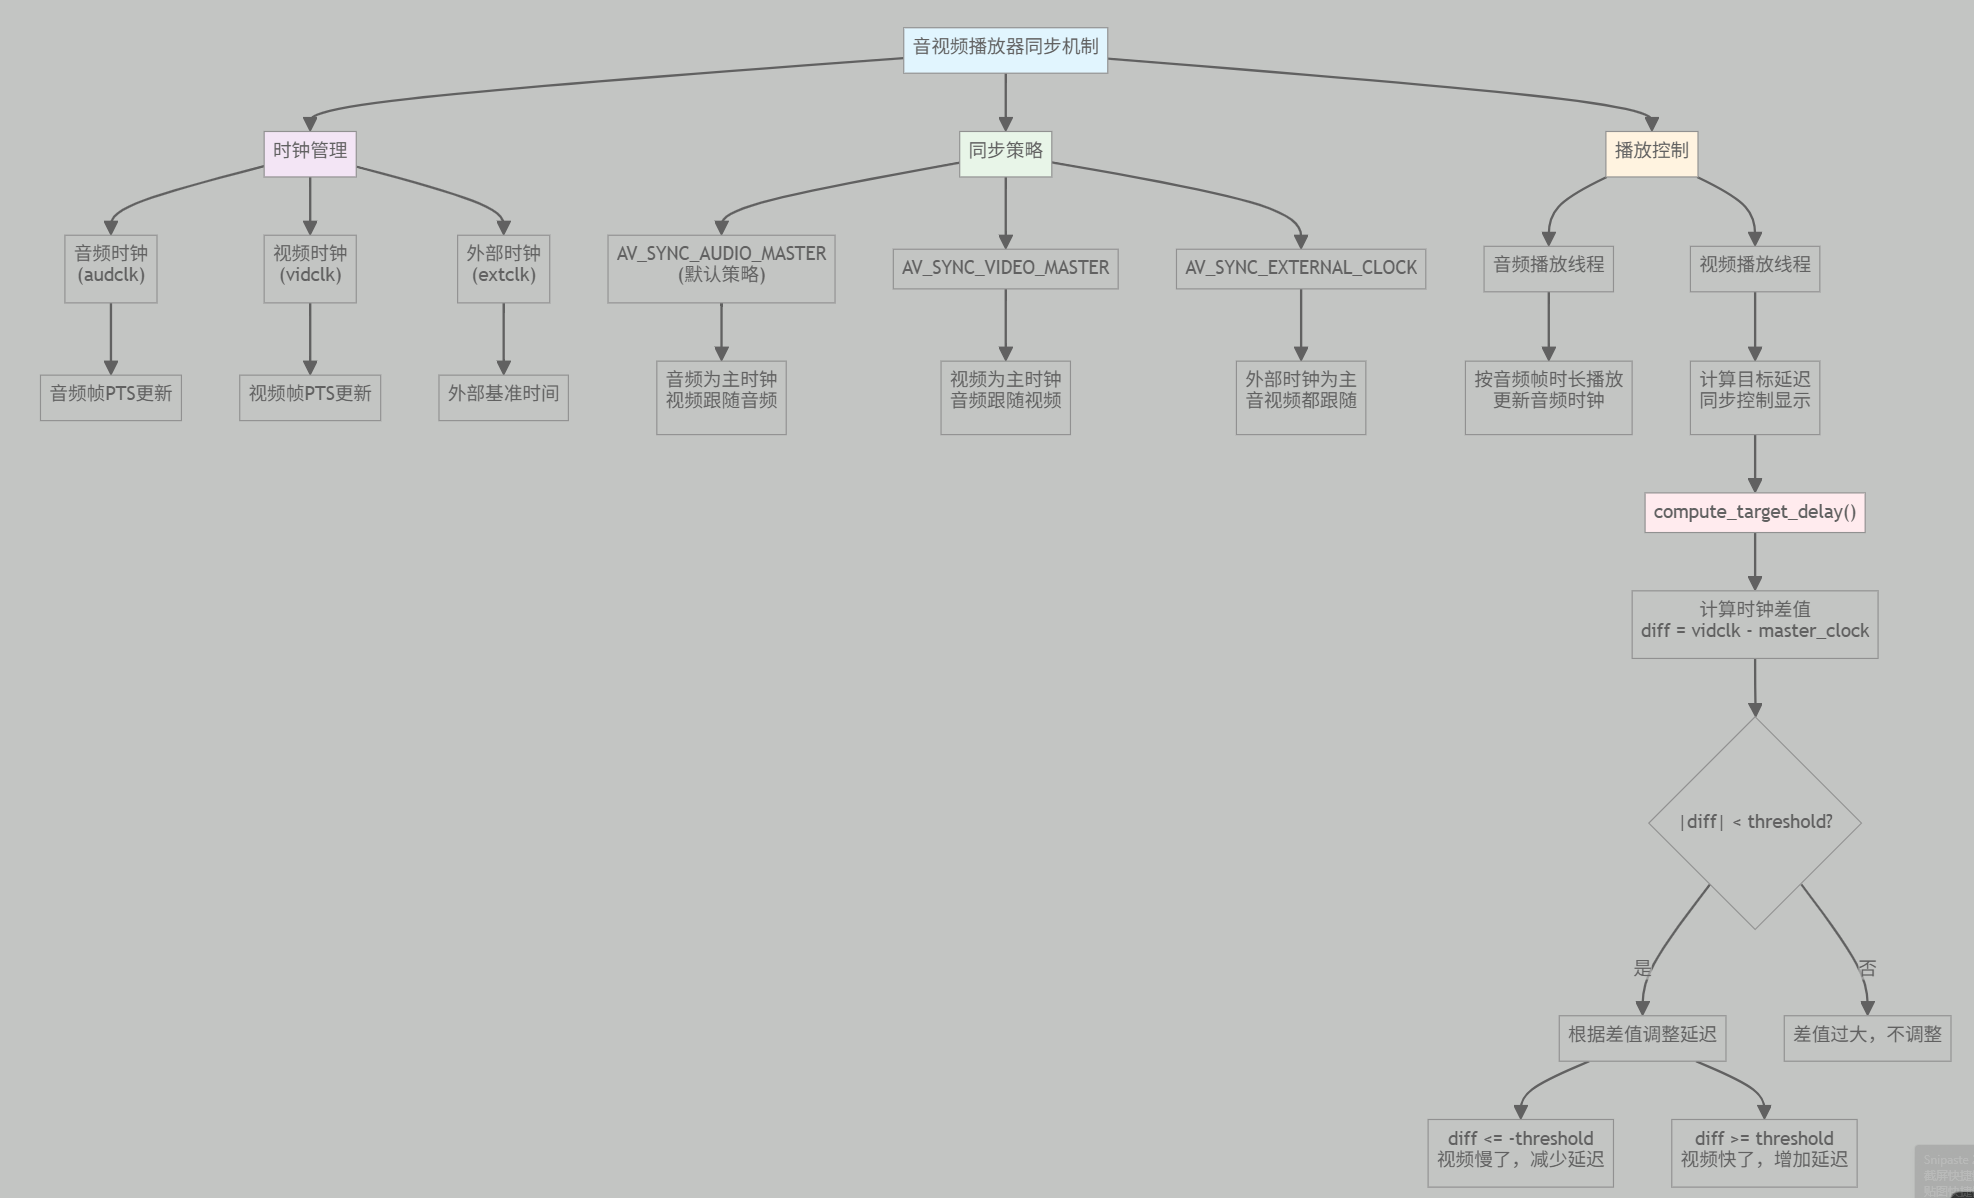 音视频播放器同步机制
时钟管理
同步策略
播放控制
音频时钟
(audclk)
视频时钟
(vidclk)
外部时钟
(extclk)
AV_SYNC_AUDIO_MASTER
(默认策略)
AV_SYNC_VIDEO_MASTER
AV_SYNC_EXTERNAL_CLOCK
音频播放线程
视频播放线程
音频帧PTS更新
视频帧PTS更新
外部基准时间
音频为主时钟
视频跟随音频
视频为主时钟
音频跟随视频
外部时钟为主
音视频都跟随
按音频帧时长播放
更新音频时钟
计算目标延迟
同步控制显示
compute_target_delay()
计算时钟差值
diff = vidclk - master_clock
|diff| < threshold?
是
否
根据差值调整延迟
差值过大，不调整
diff <= -threshold
视频慢了，减少延迟
diff >= threshold
视频快了，增加延迟
Snipaste